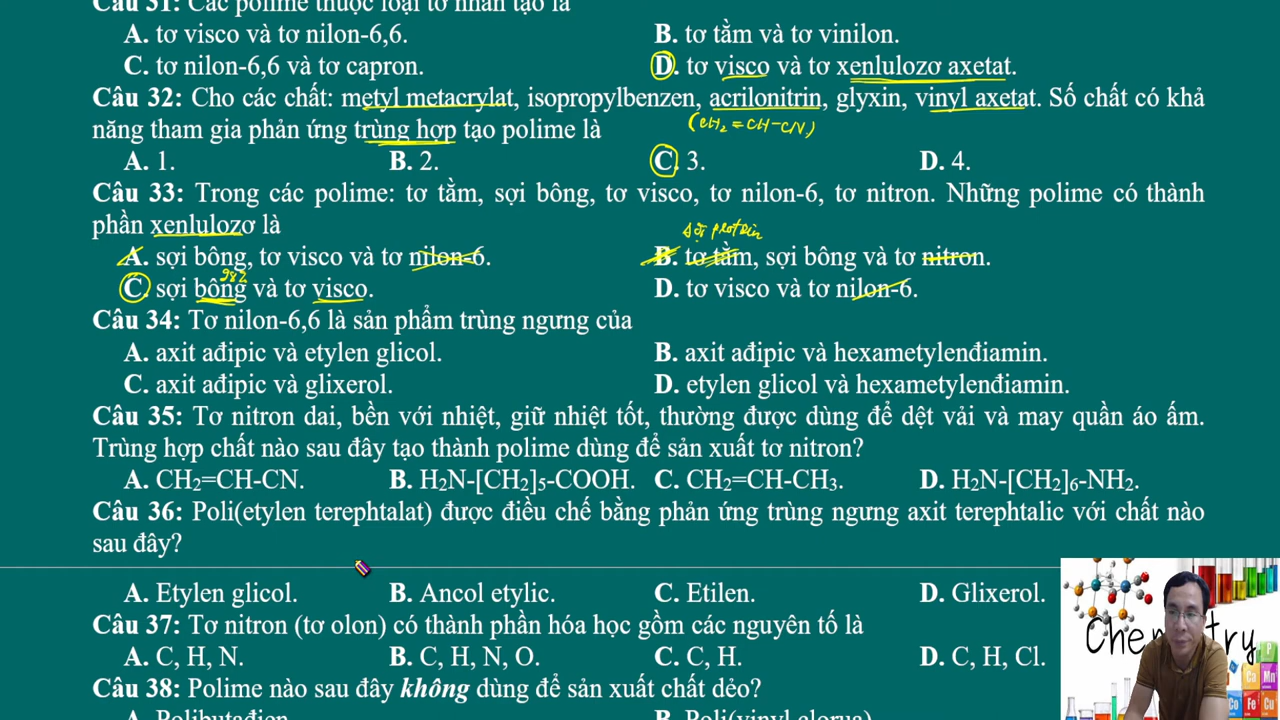 Câu 31: Các polime thuộc loại tơ nhân tạo là
A. tơ visco và tơ nilon-6,6. B. tơ tằm và tơ vinilon.
C. tơ nilon-6,6 và tơ capron. D. tơ visco và tơ xenlulozơ axetat.
Câu 32: Cho các chất: metyl metacrylat, isopropylbenzen, acrilonitrin, glyxin, vinyl axetat. Số chất có khả
(CH₂=CH-CN)
năng tham gia phản ứng trùng hợp tạo polime là
A. 1. B. 2. C. 3. D. 4.
Câu 33: Trong các polime: tơ tằm, sợi bông, tơ visco, tơ nilon-6, tơ nitron. Những polime có thành
phần xenlulozơ là
sợi protein
A. sợi bông, tơ visco và tơ nilon-6. B. tơ tằm, sợi bông và tơ nitron.
C. sợi bông và tơ visco. D. tơ visco và tơ nilon-6.
Câu 34: Tơ nilon-6,6 là sản phẩm trùng ngưng của
A. axit ađipic và etylen glicol. B. axit ađipic và hexametylenđiamin.
C. axit ađipic và glixerol. D. etylen glicol và hexametylenđiamin.
Câu 35: Tơ nitron dai, bền với nhiệt, giữ nhiệt tốt, thường được dùng để dệt vải và may quần áo ấm.
Trùng hợp chất nào sau đây tạo thành polime dùng để sản xuất tơ nitron?
A. CH₂=CH-CN. B. H₂N-[CH₂]₅-COOH. C. CH₂=CH-CH₃. D. H₂N-[CH₂]₆-NH₂.
Câu 36: Poli(etylen terephtalat) được điều chế bằng phản ứng trùng ngưng axit terephtalic với chất nào
sau đây?
A. Etylen glicol. B. Ancol etylic. C. Etilen. D. Glixerol.
Câu 37: Tơ nitron (tơ olon) có thành phần hóa học gồm các nguyên tố là
A. C, H, N. B. C, H, N, O. C. C, H. D. C, H, Cl.
Câu 38: Polime nào sau đây không dùng để sản xuất chất dẻo?
A. Polibutađien. B. Poli(vinyl clorua)